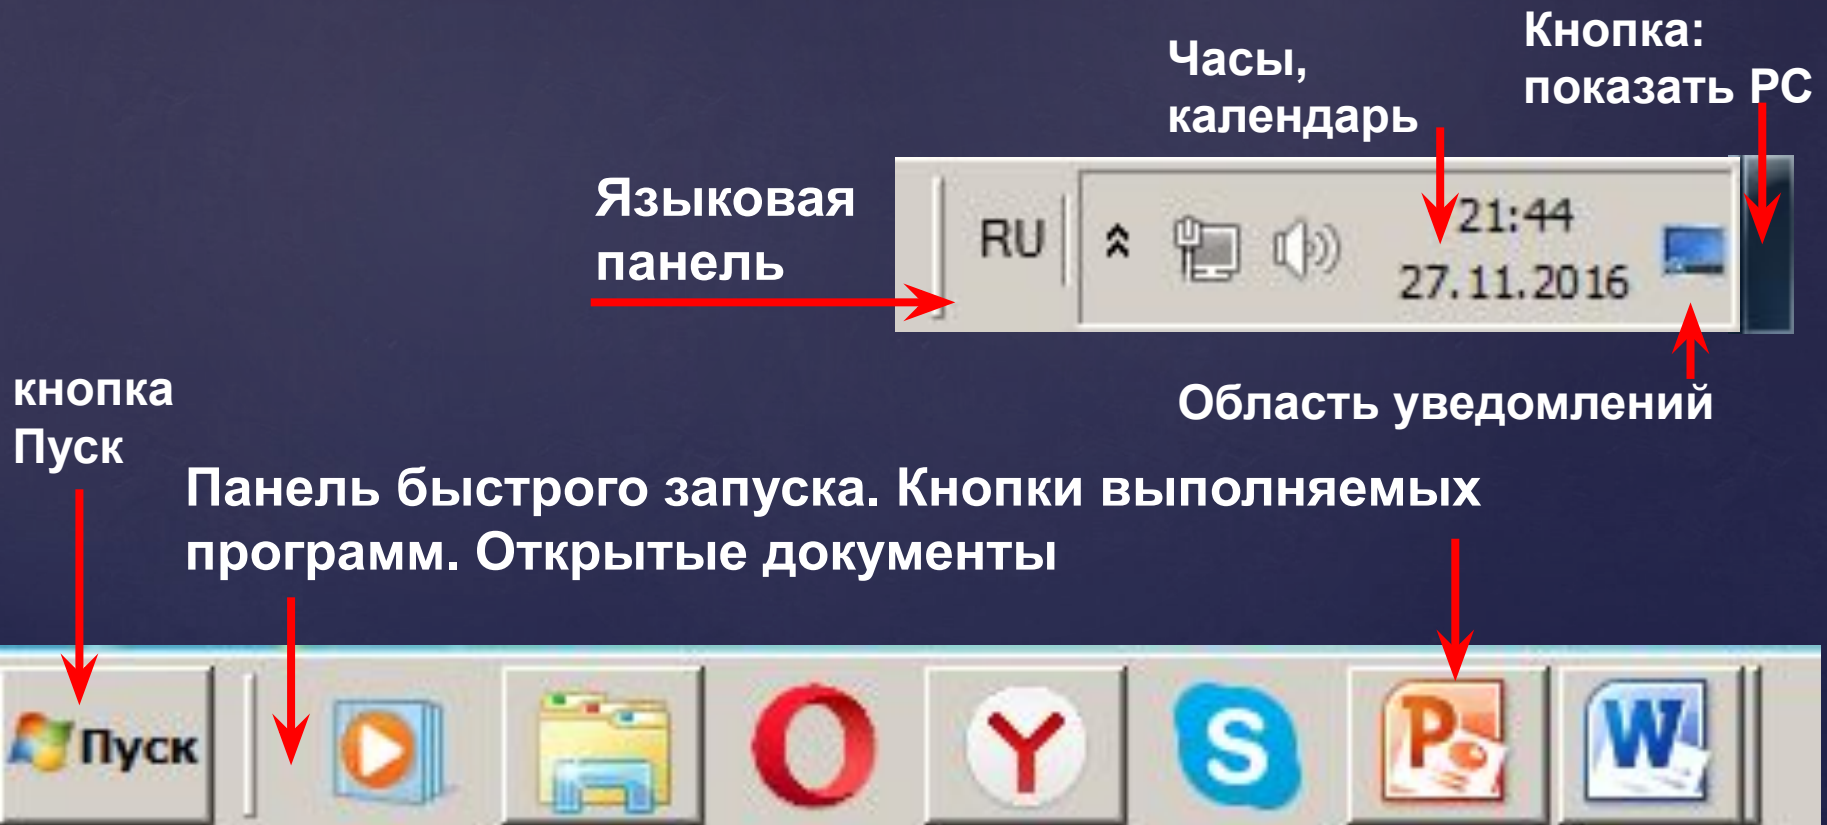 Кнопка:
показать РС
Часы,
календарь
Языковая
панель
RU
21:44
27.11.2016
Область уведомлений
кнопка
Пуск
Панель быстрого запуска. Кнопки выполняемых
программ. Открытые документы
Пуск